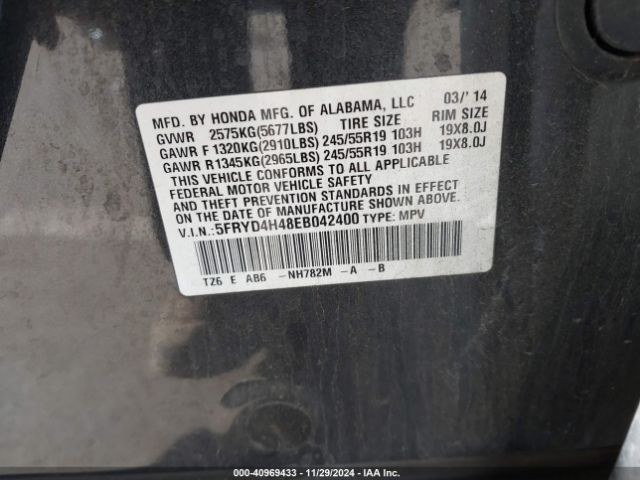 MFD. BY HONDA MFG. OF ALABAMA, LLC 03/'14
GVWR 2575KG(5677LBS) TIRE SIZE RIM SIZE
GAWR F 1320KG(2910LBS) 245/55R19 103H 19X8.0J
GAWR R1345KG(2965LBS) 245/55R19 103H 19X8.0J
THIS VEHICLE CONFORMS TO ALL APPLICABLE
FEDERAL MOTOR VEHICLE SAFETY
AND THEFT PREVENTION STANDARDS IN EFFECT
ON THE DATE OF MANUFACTURE SHOWN ABOVE.
V.I.N.:5FRYD4H48EB042400 TYPE: MPV
TZ6 E AB6 -NH782M -A -B
000-40969433 - 11/29/2024 - IAA Inc.